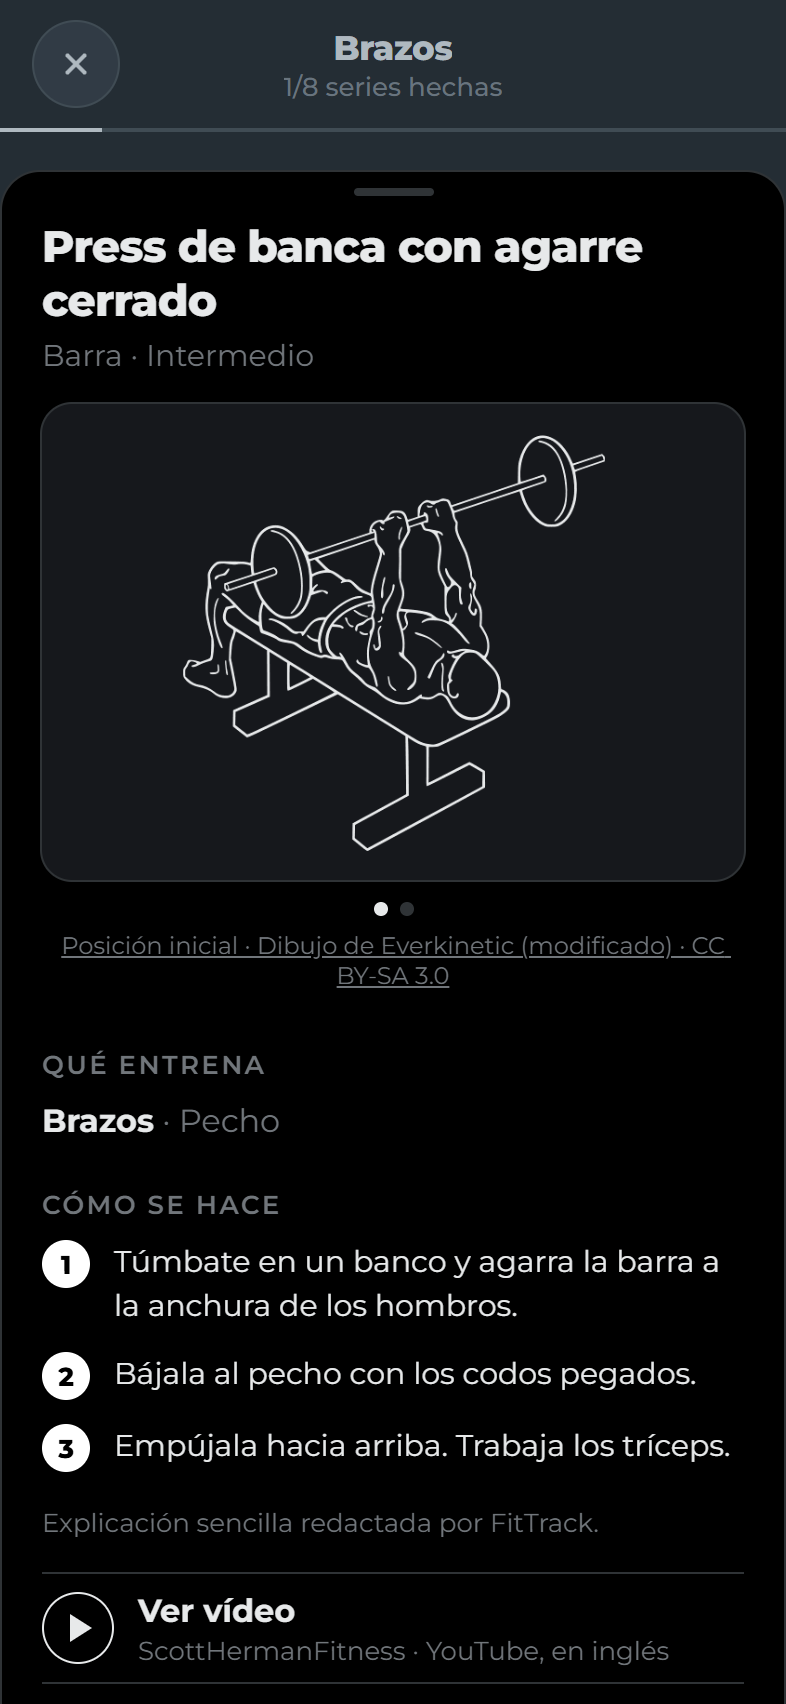 Brazos
1/8 series hechas
Press de banca con agarre
cerrado
Barra · Intermedio
Posición inicial · Dibujo de Everkinetic (modificado) · CC
BY-SA 3.0
QUÉ ENTRENA
Brazos · Pecho
CÓMO SE HACE
1 Túmbate en un banco y agarra la barra a
la anchura de los hombros.
2 Bájala al pecho con los codos pegados.
3 Empújala hacia arriba. Trabaja los tríceps.
Explicación sencilla redactada por FitTrack.
Ver vídeo
ScottHermanFitness · YouTube, en inglés